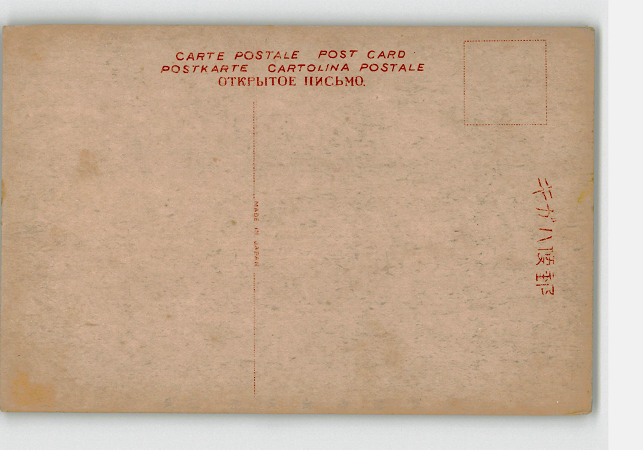 CARTE POSTALE POST CARD
POSTKARTE CARTOLINA POSTALE
ОТКРЫТОЕ ПИСЬМО.
MADE IN JAPAN